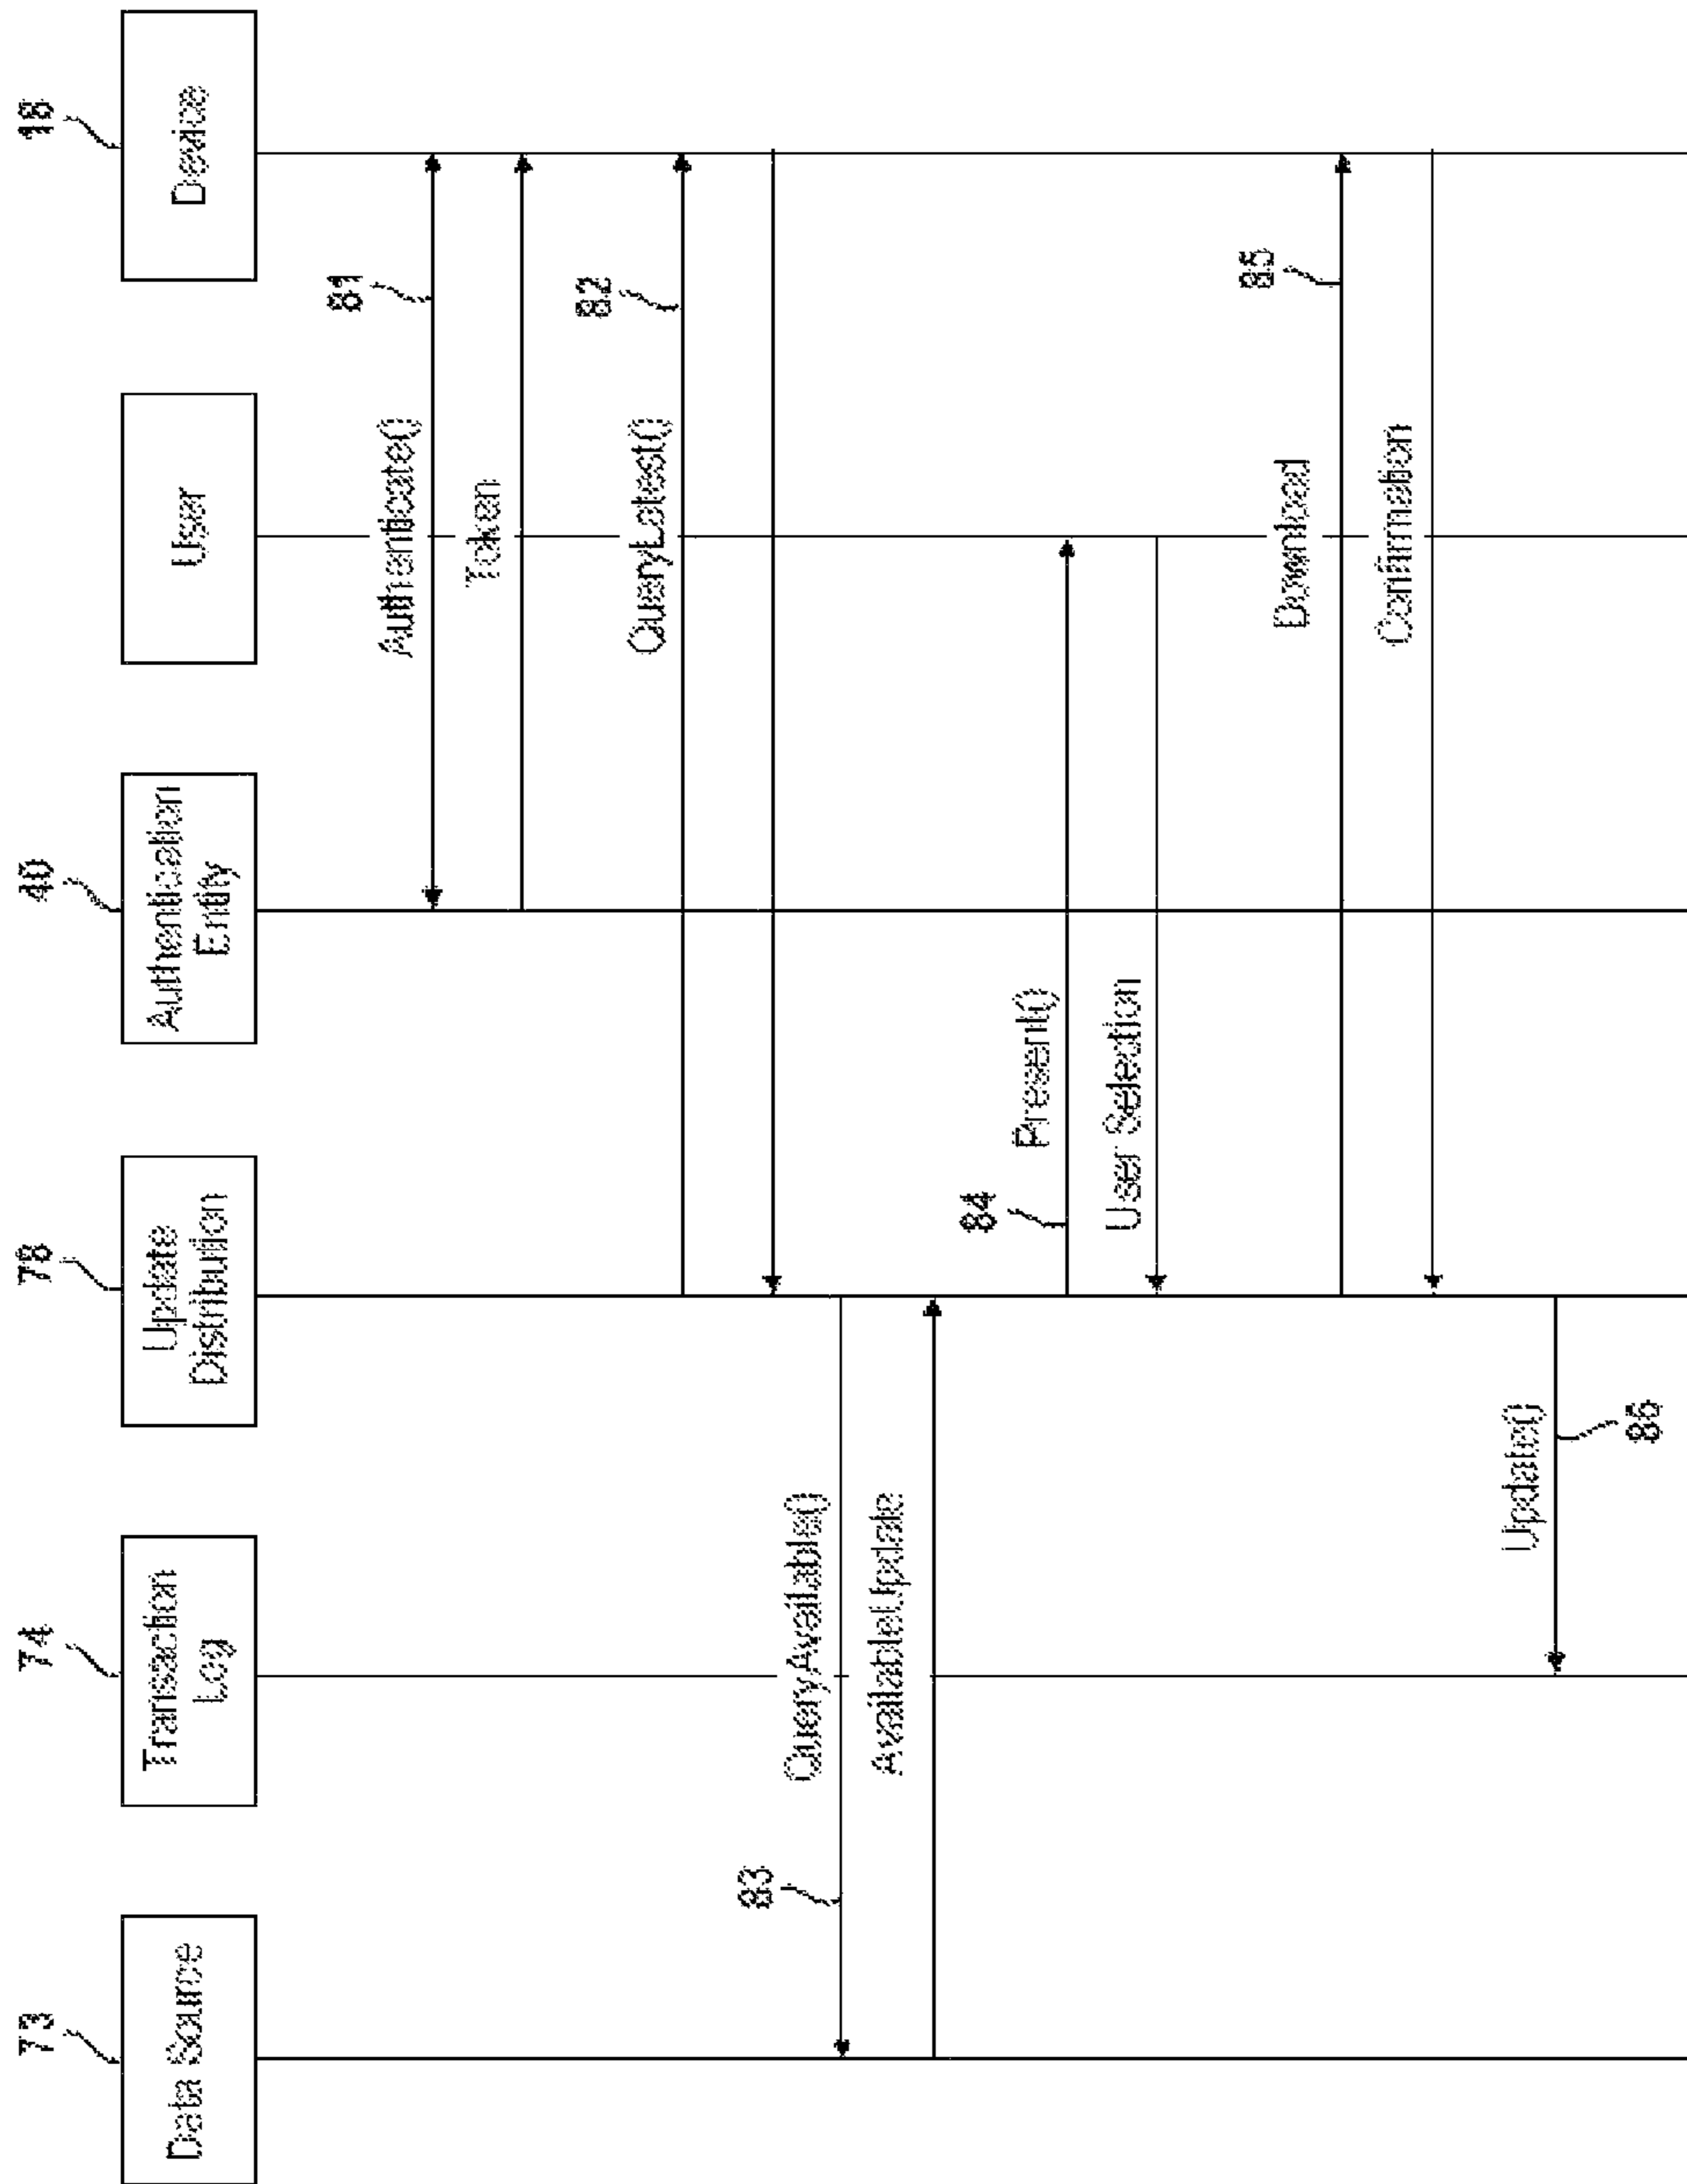 73
74
78
40
18
Data Source
Transaction
Log
Update
Distribution
Authentication
Entity
User
Device
Authenticate()
81
Token
QueryLatest()
82
83
QueryAvailable()
AvailableUpdate
84
Present()
User Selection
Download
85
Confirmation
Update()
86